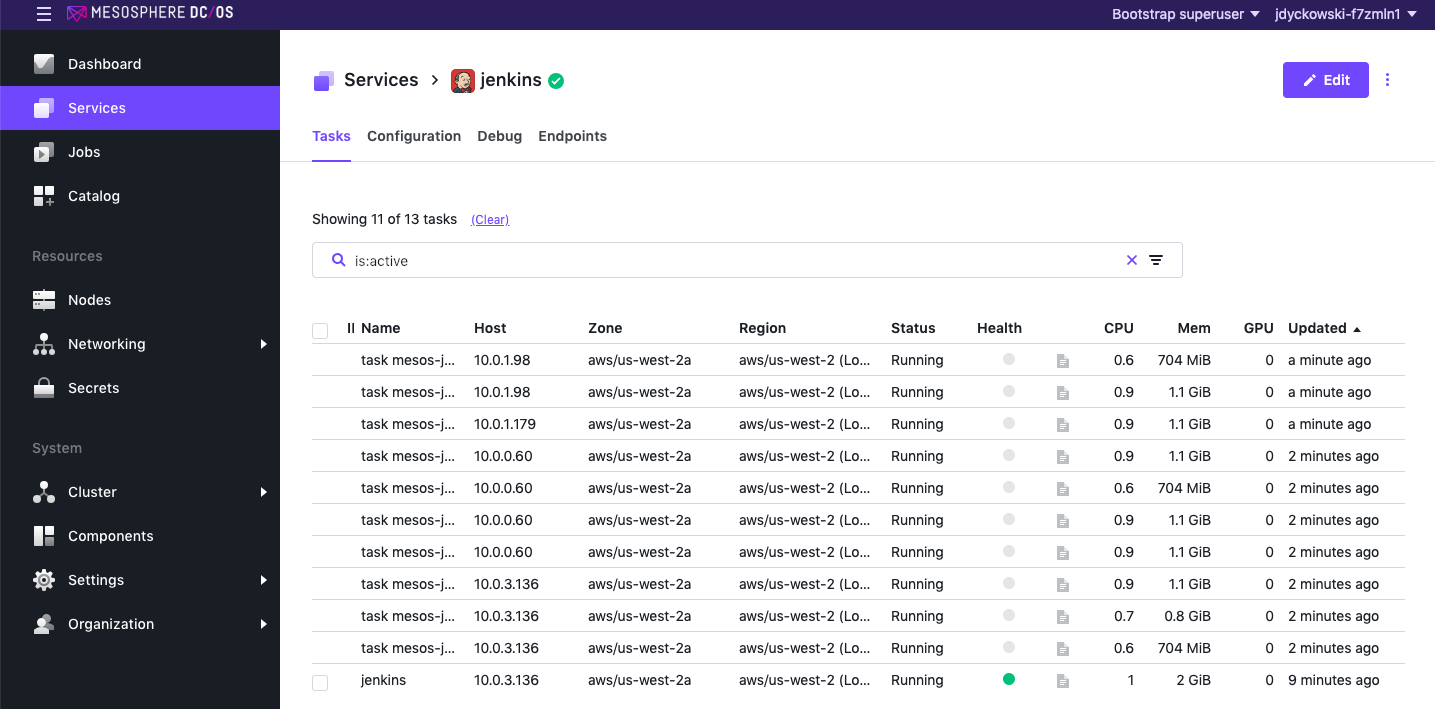 MESOSPHERE DC/OS
Bootstrap superuser jdyckowski-f7zmln1
Dashboard
Services
Jobs
Catalog
Resources
Nodes
Networking
Secrets
System
Cluster
Components
Settings
Organization
Services > jenkins
Edit
Tasks Configuration Debug Endpoints
Showing 11 of 13 tasks (Clear)
is:active
Name Host Zone Region Status Health CPU Mem GPU Updated
task mesos-j... 10.0.1.98 aws/us-west-2a aws/us-west-2 (Lo... Running 0.6 704 MiB 0 a minute ago
task mesos-j... 10.0.1.98 aws/us-west-2a aws/us-west-2 (Lo... Running 0.9 1.1 GiB 0 a minute ago
task mesos-j... 10.0.1.179 aws/us-west-2a aws/us-west-2 (Lo... Running 0.9 1.1 GiB 0 a minute ago
task mesos-j... 10.0.0.60 aws/us-west-2a aws/us-west-2 (Lo... Running 0.9 1.1 GiB 0 2 minutes ago
task mesos-j... 10.0.0.60 aws/us-west-2a aws/us-west-2 (Lo... Running 0.6 704 MiB 0 2 minutes ago
task mesos-j... 10.0.0.60 aws/us-west-2a aws/us-west-2 (Lo... Running 0.9 1.1 GiB 0 2 minutes ago
task mesos-j... 10.0.0.60 aws/us-west-2a aws/us-west-2 (Lo... Running 0.9 1.1 GiB 0 2 minutes ago
task mesos-j... 10.0.3.136 aws/us-west-2a aws/us-west-2 (Lo... Running 0.9 1.1 GiB 0 2 minutes ago
task mesos-j... 10.0.3.136 aws/us-west-2a aws/us-west-2 (Lo... Running 0.7 0.8 GiB 0 2 minutes ago
task mesos-j... 10.0.3.136 aws/us-west-2a aws/us-west-2 (Lo... Running 0.6 704 MiB 0 2 minutes ago
jenkins 10.0.3.136 aws/us-west-2a aws/us-west-2 (Lo... Running 1 2 GiB 0 9 minutes ago